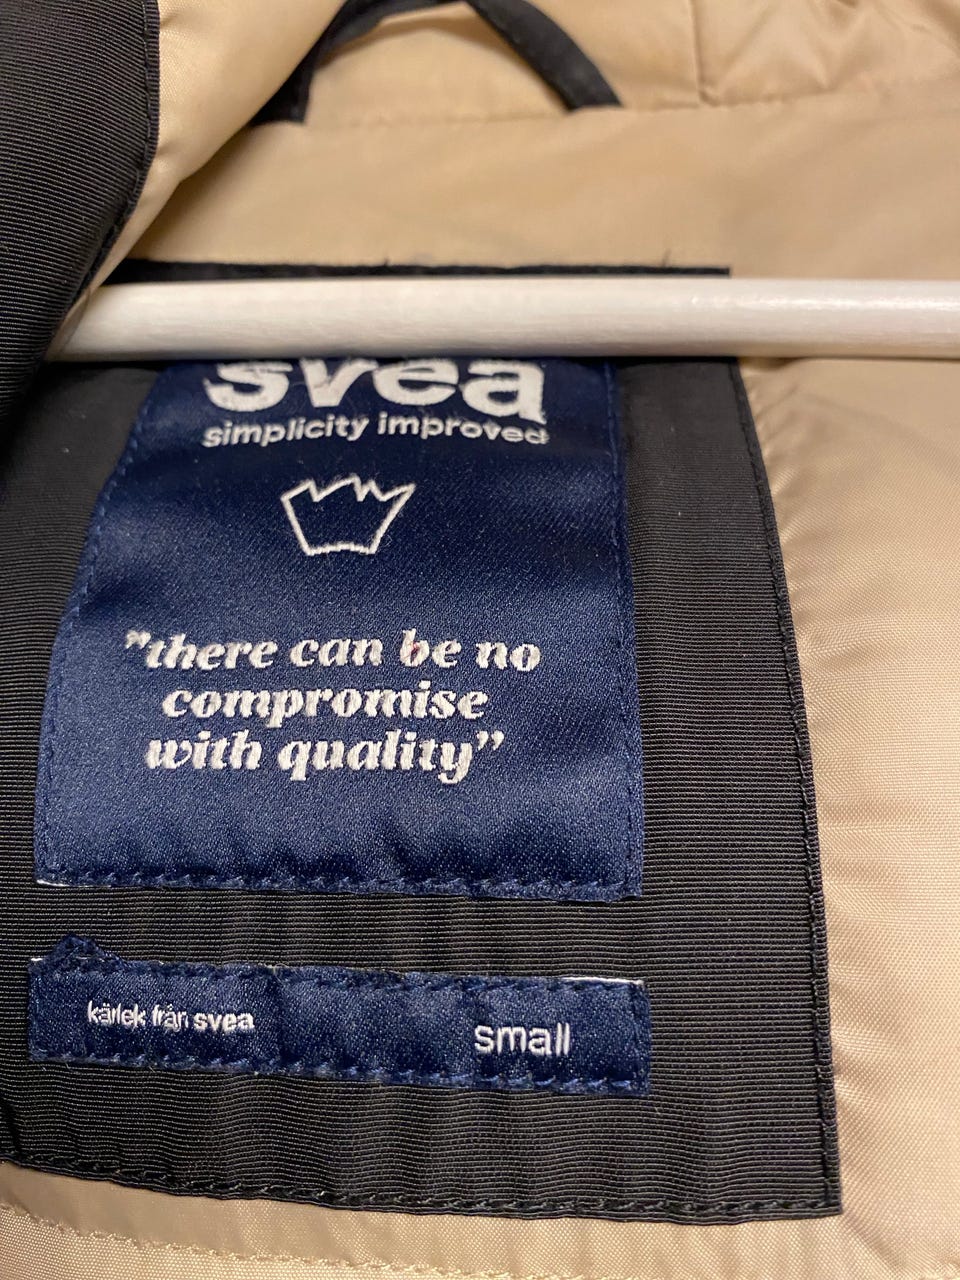 svea
simplicity improved
"there can be no
compromise
with quality"
kärlek från svea
small